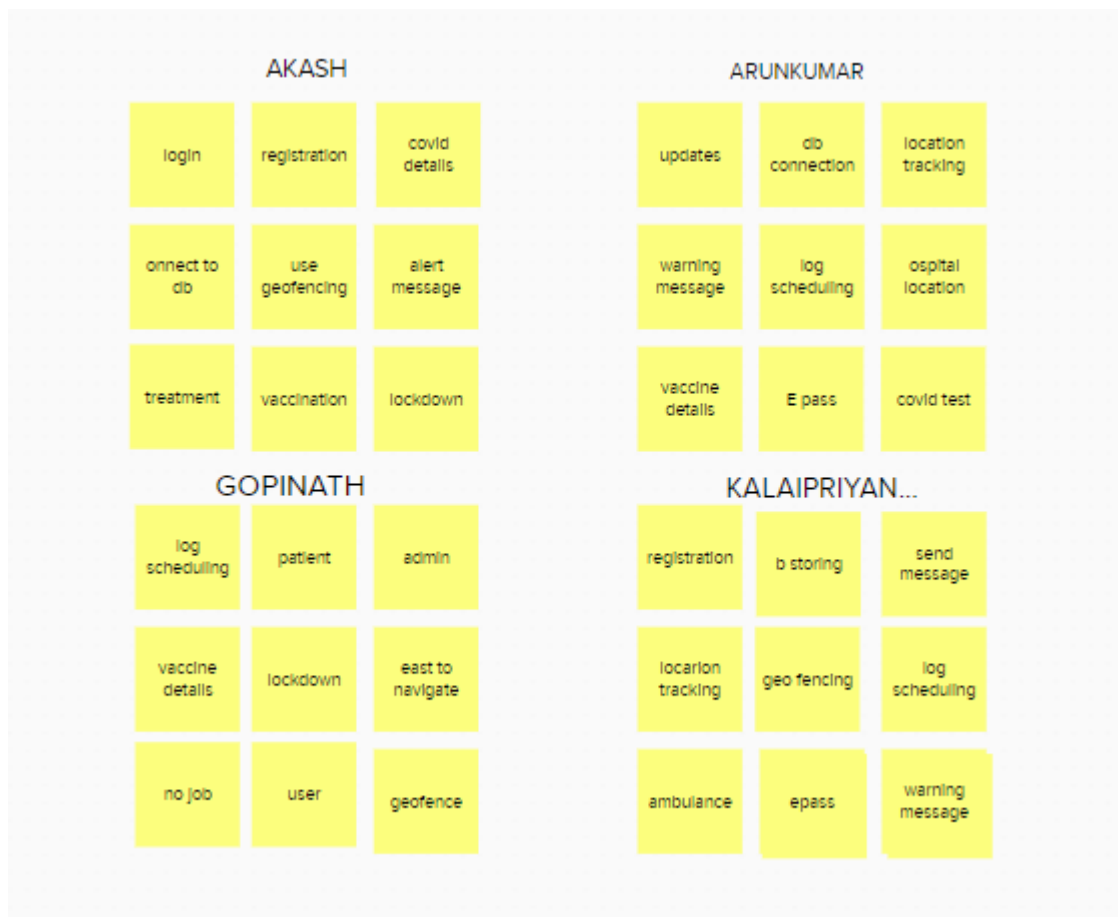 AKASH
login
registration
covid
details
onnect to
db
use
geofencing
alert
message
treatment
vaccination
lockdown
ARUNKUMAR
updates
db
connection
location
tracking
warning
message
log
scheduling
ospital
location
vaccine
details
E pass
covid test
GOPINATH
log
scheduling
patient
admin
vaccine
details
lockdown
east to
navigate
no job
user
geofence
KALAIPRIYAN...
registration
b storing
send
message
locarion
tracking
geo fencing
log
scheduling
ambulance
epass
warning
message